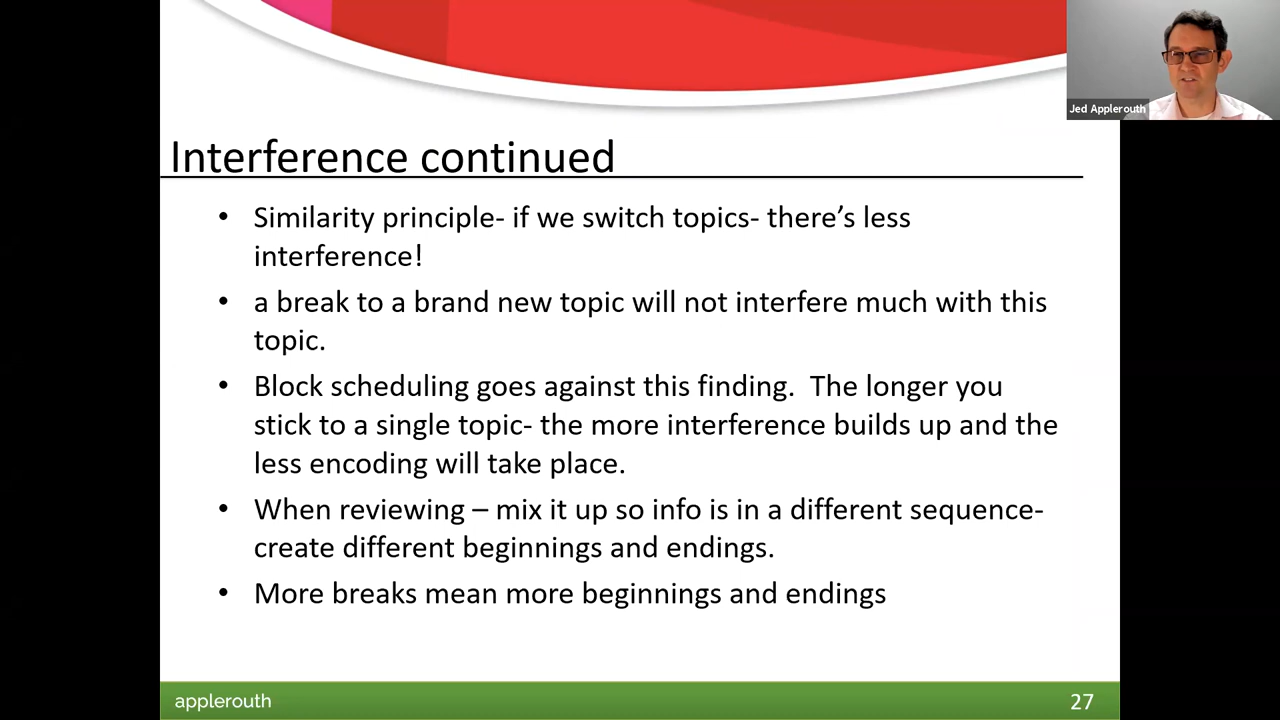 Jed Applerouth
Interference continued
• Similarity principle- if we switch topics- there’s less
interference!
• a break to a brand new topic will not interfere much with this
topic.
• Block scheduling goes against this finding.  The longer you
stick to a single topic- the more interference builds up and the
less encoding will take place.
• When reviewing – mix it up so info is in a different sequence-
create different beginnings and endings.
• More breaks mean more beginnings and endings
applerouth
27